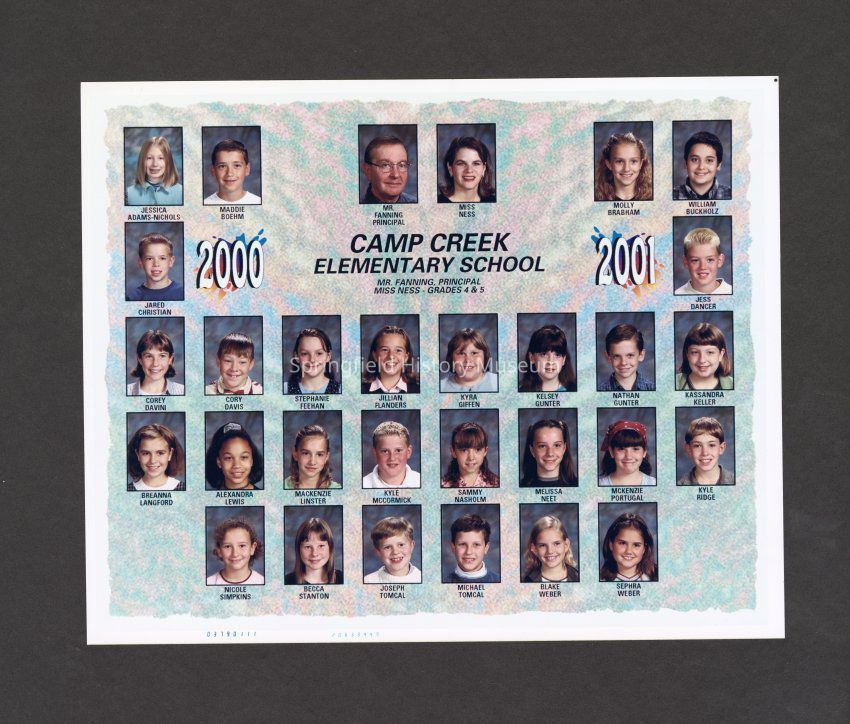 JESSICA
ADAMS-NICHOLS
MADDIE
BOEHM
MR.
FANNING
PRINCIPAL
MISS
NESS
MOLLY
BRABHAM
WILLIAM
BUCKHOLZ
JARED
CHRISTIAN
2000
CAMP CREEK
ELEMENTARY SCHOOL
MR. FANNING, PRINCIPAL
MISS NESS - GRADES 4 & 5
2001
JESS
DANCER
COREY
DAVINI
CORY
DAVIS
STEPHANIE
FEEHAN
JILLIAN
FLANDERS
KYRA
GIFFEN
KELSEY
GUNTER
NATHAN
GUNTER
KASSANDRA
KELLER
Springfield History Museum
BREANNA
LANGFORD
ALEXANDRA
LEWIS
MACKENZIE
LINSTER
KYLE
MCCORMICK
SAMMY
NASHOLM
MELISSA
NEET
MCKENZIE
PORTUGAL
KYLE
RIDGE
NICOLE
SIMPKINS
BECCA
STANTON
JOSEPH
TOMCAL
MICHAEL
TOMCAL
BLAKE
WEBER
SEPHRA
WEBER